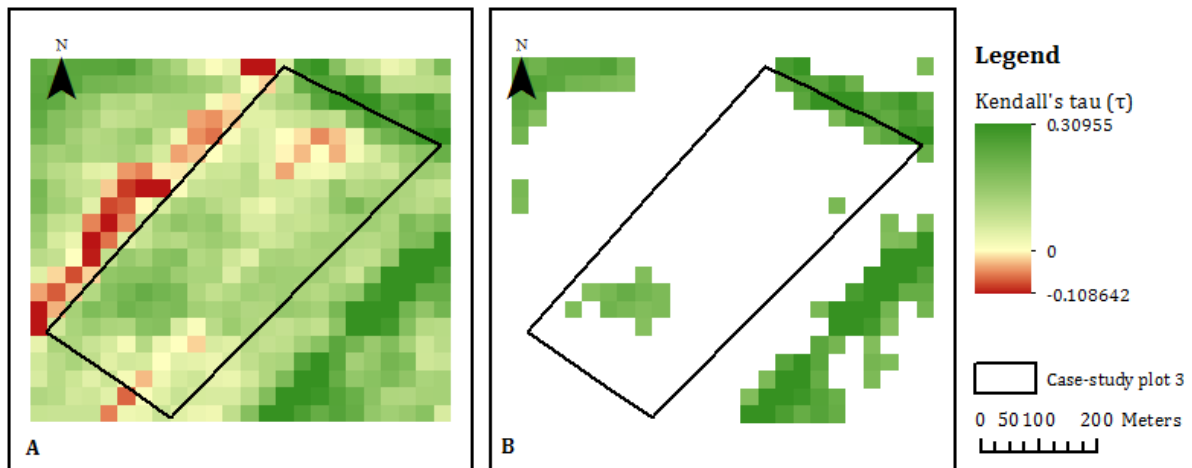 N
A
N
B
Legend
Kendall's tau (τ)
0.30955
0
-0.108642
Case-study plot 3
0 50 100 200 Meters